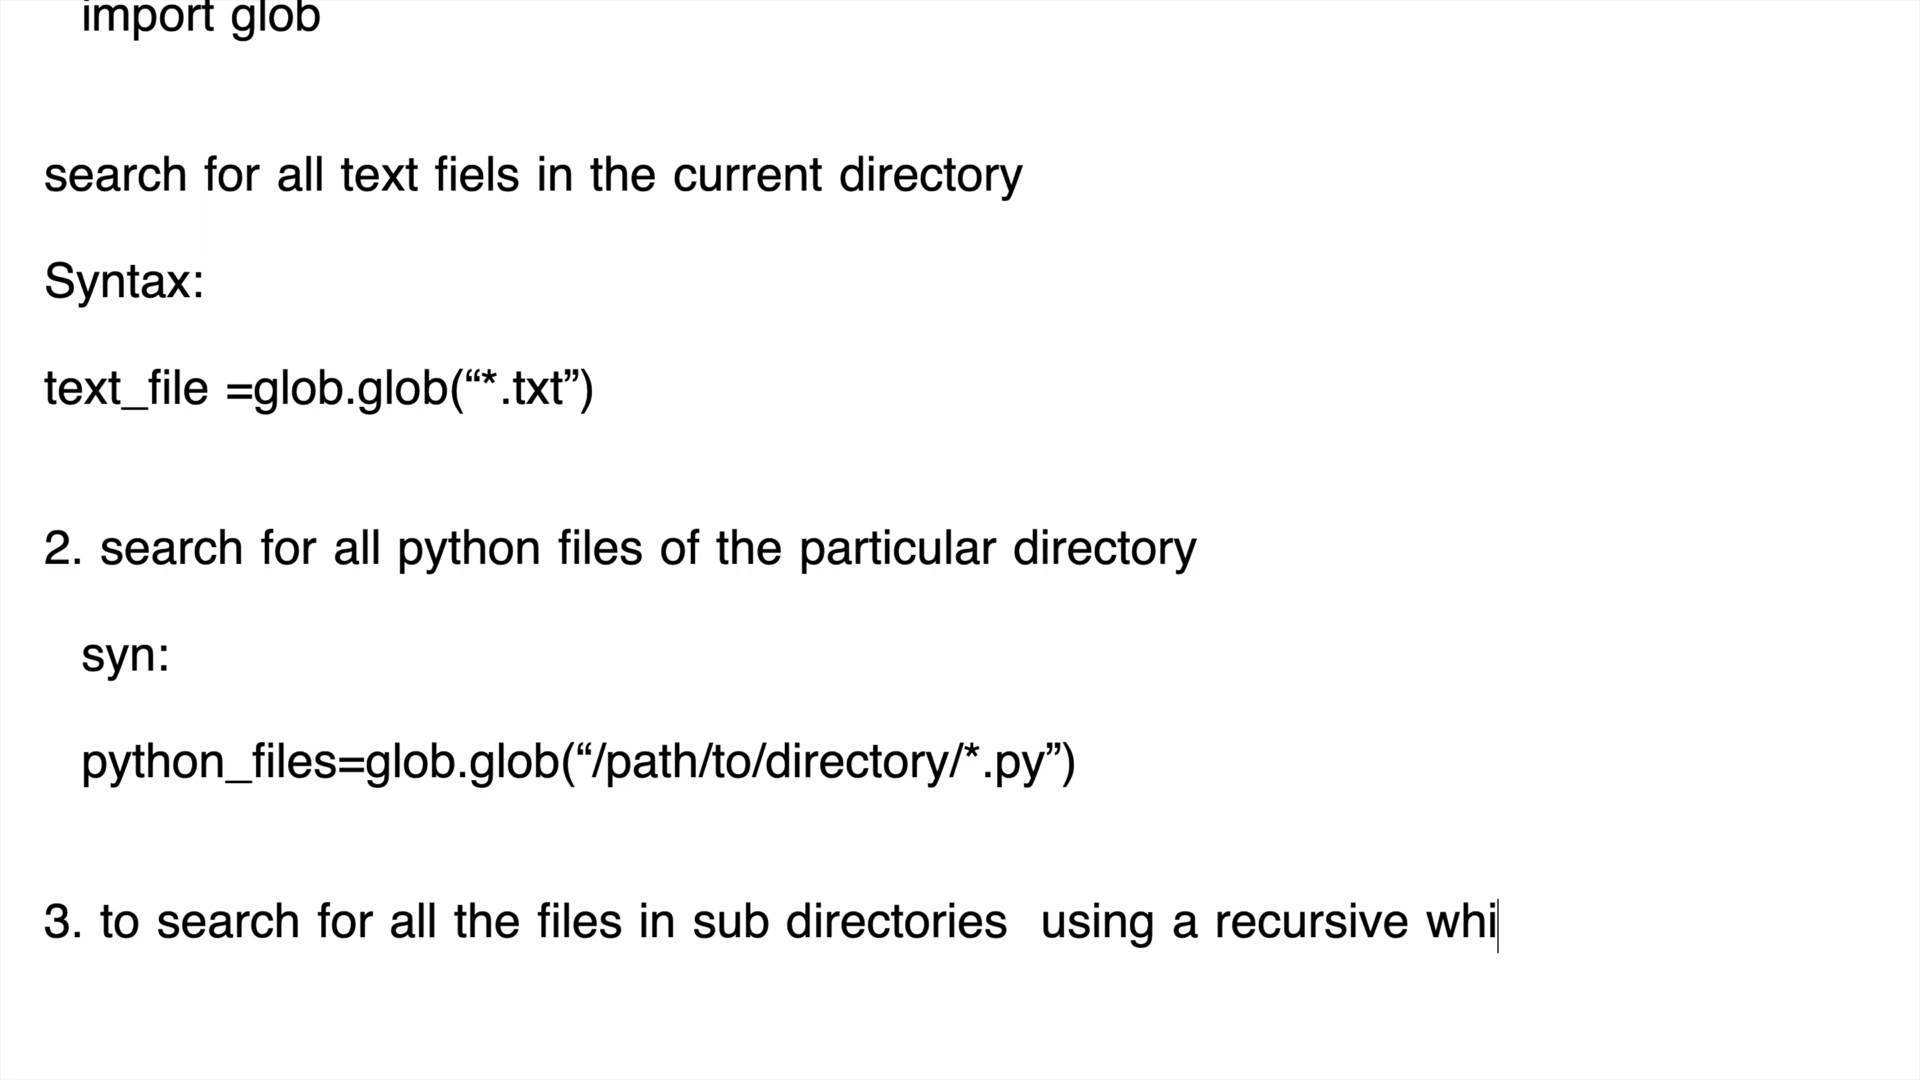 import glob
search for all text fiels in the current directory
Syntax:
text_file =glob.glob(“*.txt”)
2. search for all python files of the particular directory
syn:
python_files=glob.glob(“/path/to/directory/*.py”)
3. to search for all the files in sub directories  using a recursive whi